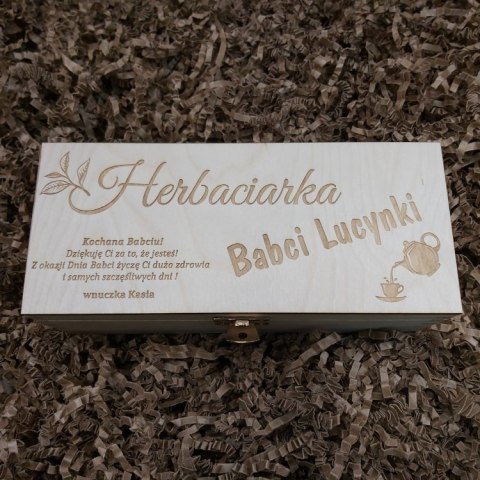 Herbaciarka
Babci Lucynki
Kochana Babciu!
Dziękuję Ci za to, że jesteś!
Z okazji Dnia Babci życzę Ci dużo zdrowia
i samych szczęśliwych dni !
wnuczka Kasia